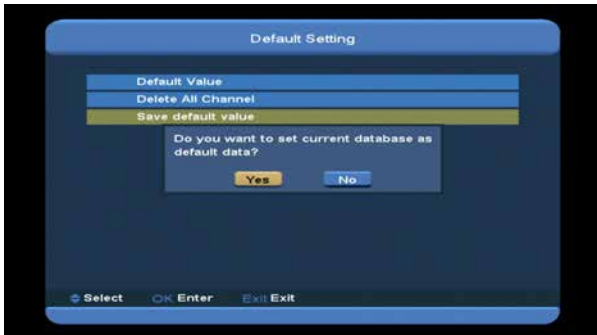 Default Setting
Default Value
Delete All Channel
Save default value
Do you want to set current database as
default data?
Yes No
Select OK Enter Exit Exit